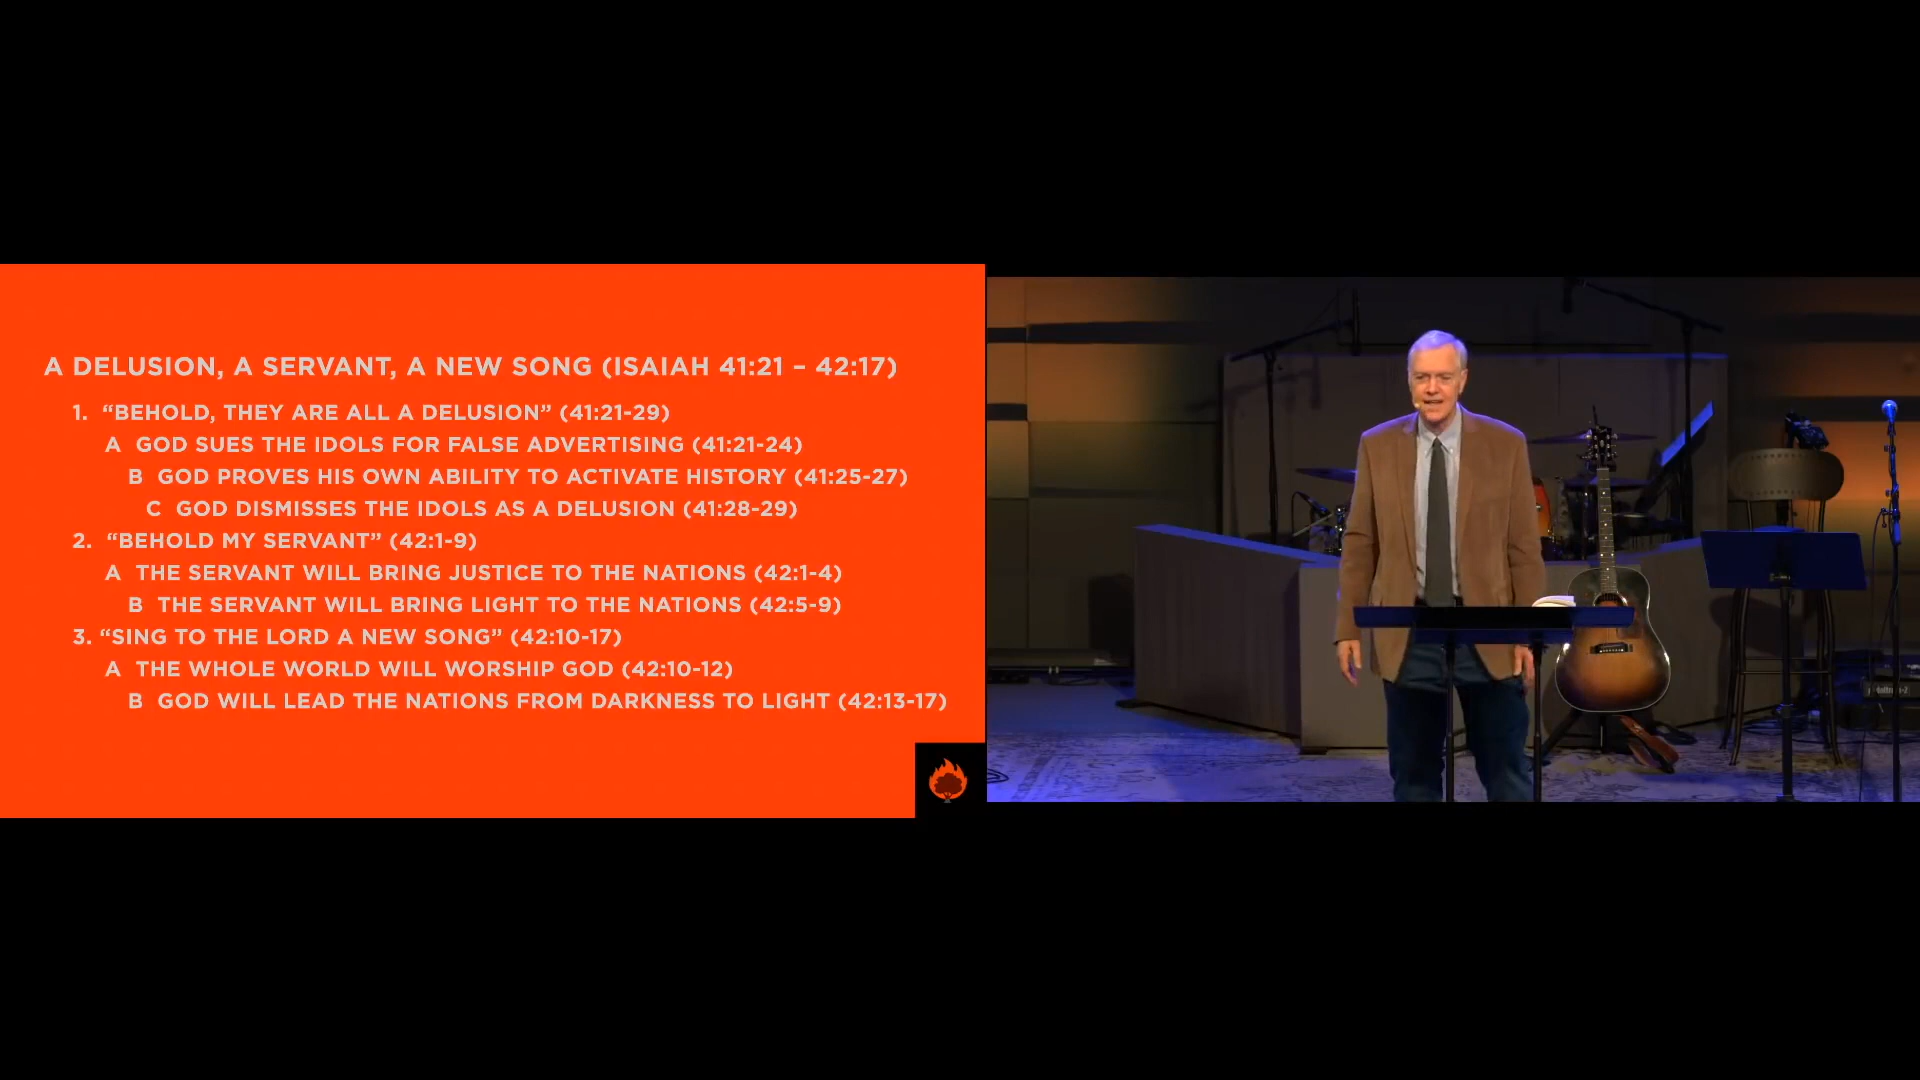 A DELUSION, A SERVANT, A NEW SONG (ISAIAH 41:21 – 42:17)
1. “BEHOLD, THEY ARE ALL A DELUSION” (41:21-29)
A GOD SUES THE IDOLS FOR FALSE ADVERTISING (41:21-24)
B GOD PROVES HIS OWN ABILITY TO ACTIVATE HISTORY (41:25-27)
C GOD DISMISSES THE IDOLS AS A DELUSION (41:28-29)
2. “BEHOLD MY SERVANT” (42:1-9)
A THE SERVANT WILL BRING JUSTICE TO THE NATIONS (42:1-4)
B THE SERVANT WILL BRING LIGHT TO THE NATIONS (42:5-9)
3. “SING TO THE LORD A NEW SONG” (42:10-17)
A THE WHOLE WORLD WILL WORSHIP GOD (42:10-12)
B GOD WILL LEAD THE NATIONS FROM DARKNESS TO LIGHT (42:13-17)